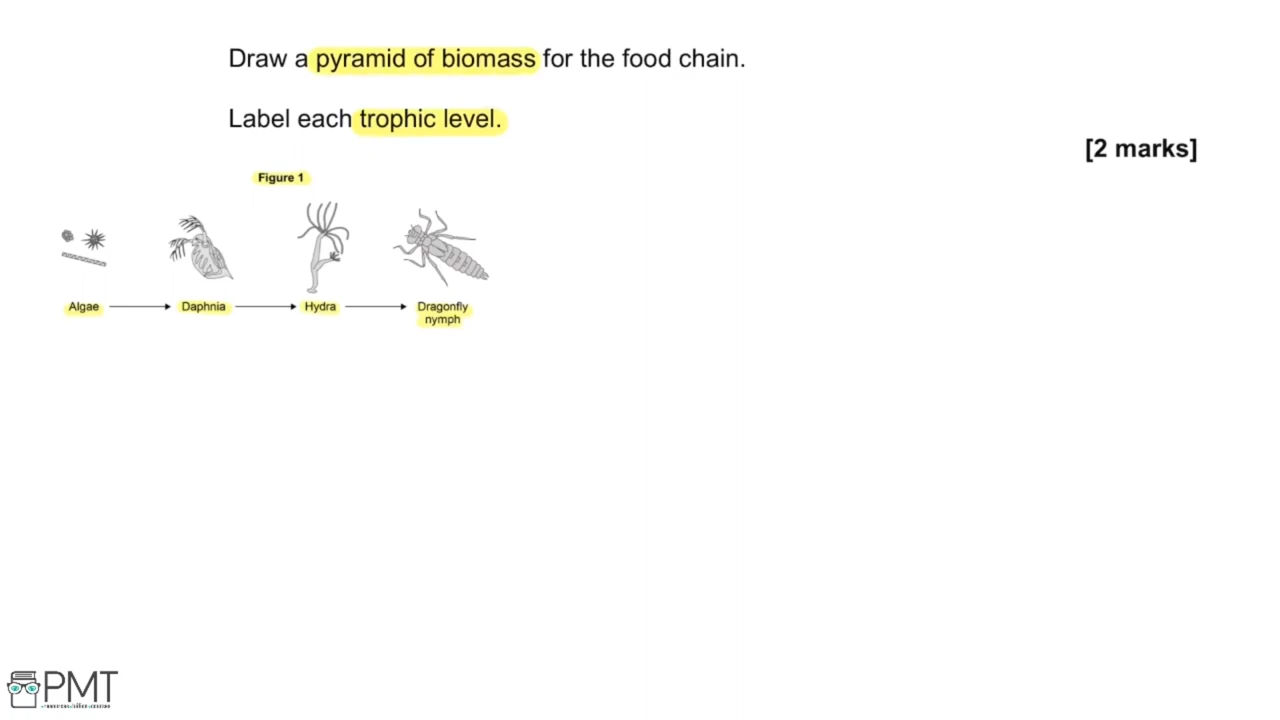 Draw a pyramid of biomass for the food chain.
Label each trophic level.
[2 marks]
Figure 1
Algae
Daphnia
Hydra
Dragonfly
nymph
PMT